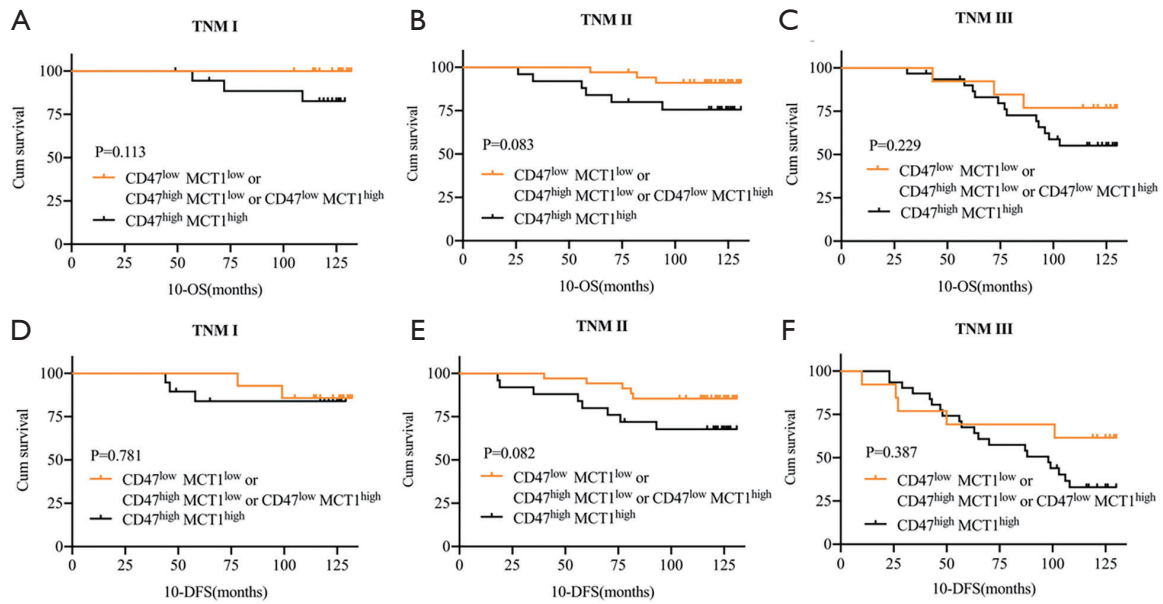 A
TNM I
100
75
50
25
0
Cum survival
P=0.113
CD47low MCT1low or
CD47high MCT1low or CD47low MCT1high
CD47high MCT1high
0 25 50 75 100 125
10-OS(months)
B
TNM II
100
75
50
25
0
Cum survival
P=0.083
CD47low MCT1low or
CD47high MCT1low or CD47low MCT1high
CD47high MCT1high
0 25 50 75 100 125
10-OS(months)
C
TNM III
100
75
50
25
0
Cum survival
P=0.229
CD47low MCT1low or
CD47high MCT1low or CD47low MCT1high
CD47high MCT1high
0 25 50 75 100 125
10-OS(months)
D
TNM I
100
75
50
25
0
Cum survival
P=0.781
CD47low MCT1low or
CD47high MCT1low or CD47low MCT1high
CD47high MCT1high
0 25 50 75 100 125
10-DFS(months)
E
TNM II
100
75
50
25
0
Cum survival
P=0.082
CD47low MCT1low or
CD47high MCT1low or CD47low MCT1high
CD47high MCT1high
0 25 50 75 100 125
10-DFS(months)
F
TNM III
100
75
50
25
0
Cum survival
P=0.387
CD47low MCT1low or
CD47high MCT1low or CD47low MCT1high
CD47high MCT1high
0 25 50 75 100 125
10-DFS(months)